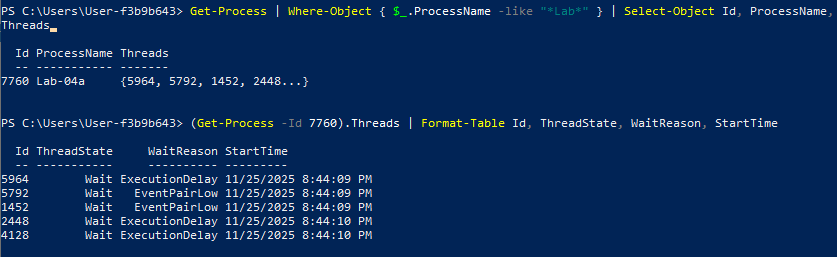 PS C:\Users\User-f3b9b643> Get-Process | Where-Object { $_.ProcessName -like "*Lab*" } | Select-Object Id, ProcessName,
Threads
Id ProcessName Threads
-- ----------- -------
7760 Lab-04a {5964, 5792, 1452, 2448...}
PS C:\Users\User-f3b9b643> (Get-Process -Id 7760).Threads | Format-Table Id, ThreadState, WaitReason, StartTime
Id ThreadState WaitReason StartTime
-- ----------- ---------- ---------
5964 Wait ExecutionDelay 11/25/2025 8:44:09 PM
5792 Wait EventPairLow 11/25/2025 8:44:09 PM
1452 Wait EventPairLow 11/25/2025 8:44:09 PM
2448 Wait ExecutionDelay 11/25/2025 8:44:10 PM
4128 Wait ExecutionDelay 11/25/2025 8:44:10 PM